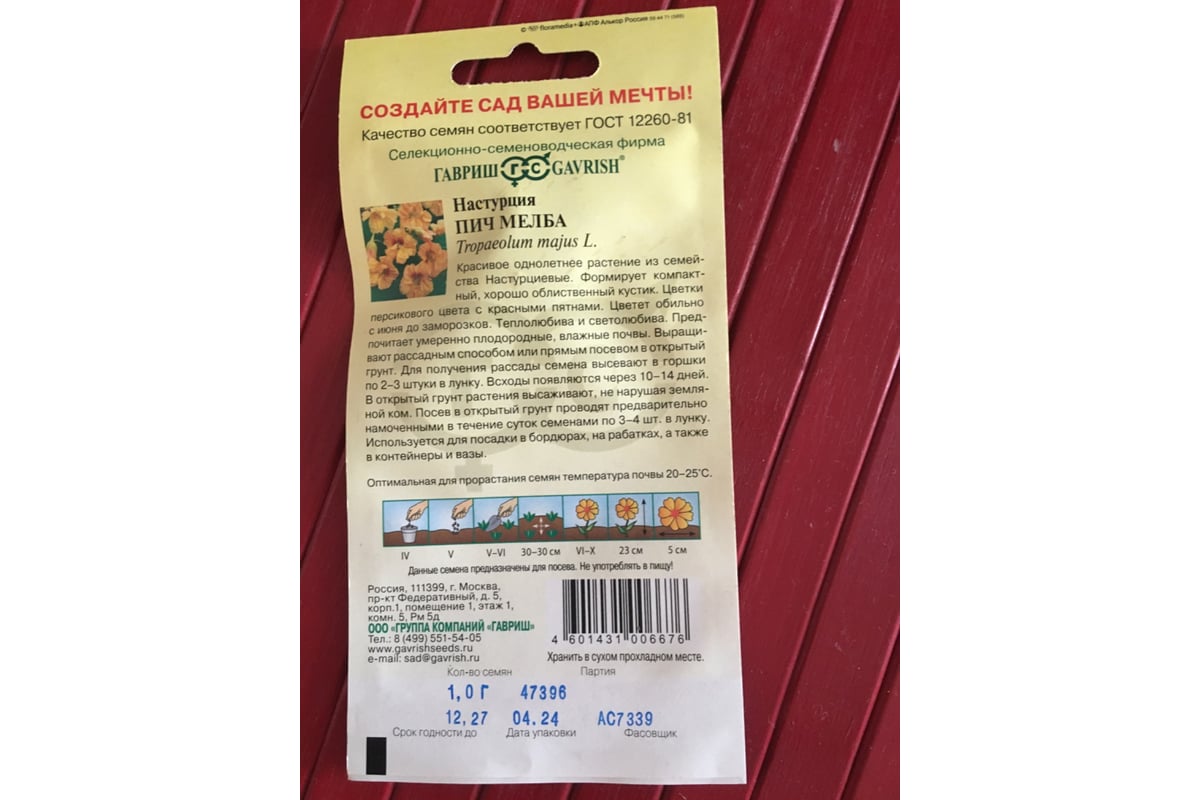 © floramedia • АПФ Алькор Россия 59 44 71 (S69)
СОЗДАЙТЕ САД ВАШЕЙ МЕЧТЫ!
Качество семян соответствует ГОСТ 12260-81
Селекционно-семеноводческая фирма
ГАВРИШ Г-С GAVRISH®
Настурция
ПИЧ МЕЛБА
Tropaeolum majus L.
Красивое однолетнее растение из семей-
ства Настурциевые. Формирует компакт-
ный, хорошо облиственный кустик. Цветки
персикового цвета с красными пятнами. Цветет обильно
с июня до заморозков. Теплолюбива и светолюбива. Пред-
почитает умеренно плодородные, влажные почвы. Выращи-
вают рассадным способом или прямым посевом в открытый
грунт. Для получения рассады семена высевают в горшки
по 2–3 штуки в лунку. Всходы появляются через 10–14 дней.
В открытый грунт растения высаживают, не нарушая земля-
ной ком. Посев в открытый грунт проводят предварительно
намоченными в течение суток семенами по 3–4 шт. в лунку.
Используется для посадки в бордюрах, на рабатках, а также
в контейнеры и вазы.
Оптимальная для прорастания семян температура почвы 20–25°С.
IV V V–VI 30–30 см VI–X 23 см 5 см
Данные семена предназначены для посева. Не употреблять в пищу!
Россия, 111399, г. Москва,
пр-кт Федеративный, д. 5,
корп.1, помещение 1, этаж 1,
комн. 5, Рм 5д
ООО «ГРУППА КОМПАНИЙ «ГАВРИШ»
Тел.: 8 (499) 551-54-05
www.gavrishseeds.ru
e-mail: sad@gavrish.ru
4 601431 006676
Хранить в сухом прохладном месте.
Кол-во семян Партия
1,0 Г 47396
12,27 04.24 АС7339
Срок годности до Дата упаковки Фасовщик